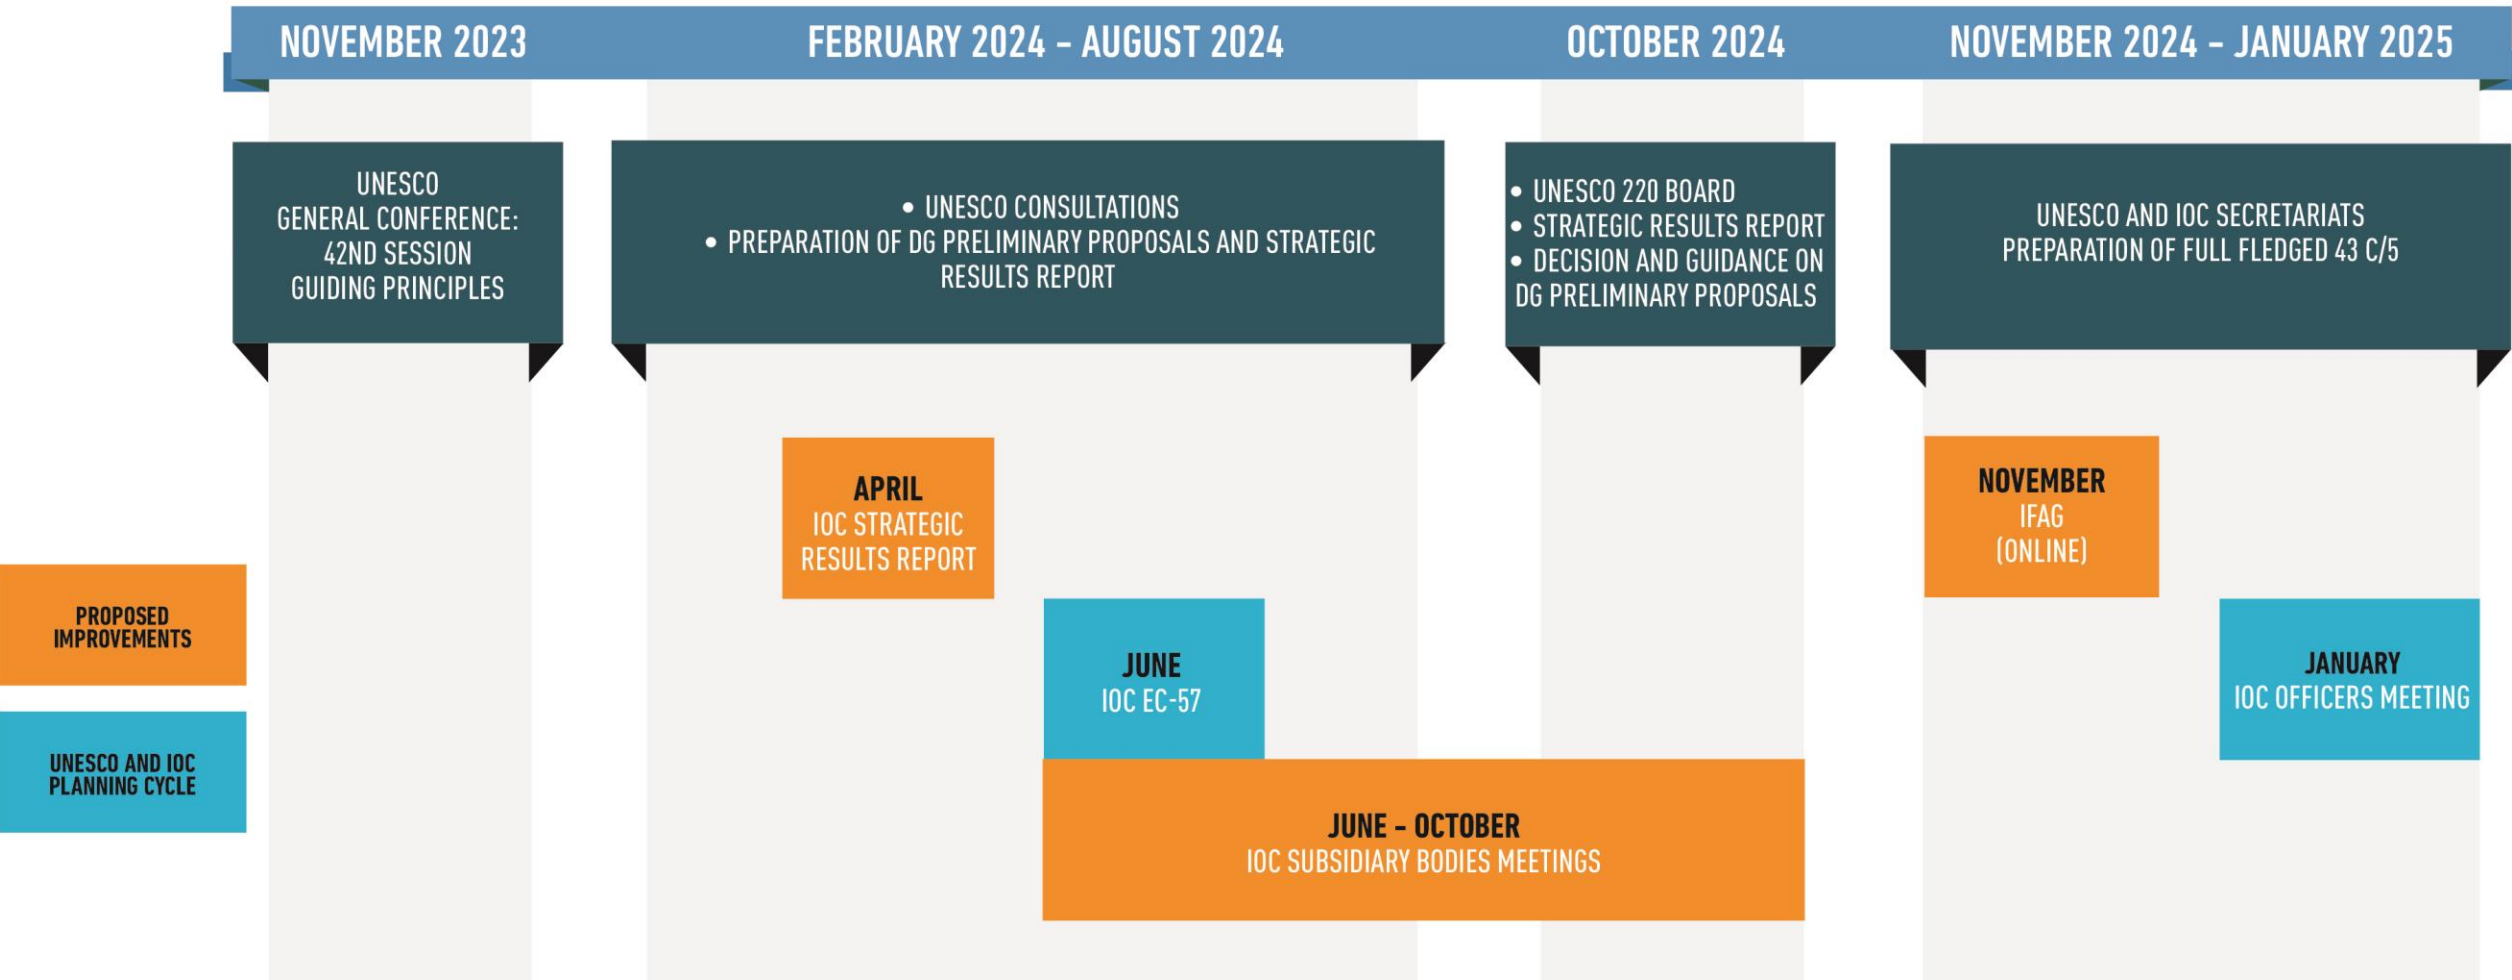 NOVEMBER 2023
FEBRUARY 2024 – AUGUST 2024
OCTOBER 2024
NOVEMBER 2024 – JANUARY 2025
UNESCO
GENERAL CONFERENCE:
42ND SESSION
GUIDING PRINCIPLES
• UNESCO CONSULTATIONS
• PREPARATION OF DG PRELIMINARY PROPOSALS AND STRATEGIC
RESULTS REPORT
• UNESCO 220 BOARD
• STRATEGIC RESULTS REPORT
• DECISION AND GUIDANCE ON
DG PRELIMINARY PROPOSALS
UNESCO AND IOC SECRETARIATS
PREPARATION OF FULL FLEDGED 43 C/5
APRIL
IOC STRATEGIC
RESULTS REPORT
NOVEMBER
IFAG
(ONLINE)
PROPOSED
IMPROVEMENTS
JUNE
IOC EC-57
JANUARY
IOC OFFICERS MEETING
UNESCO AND IOC
PLANNING CYCLE
JUNE – OCTOBER
IOC SUBSIDIARY BODIES MEETINGS